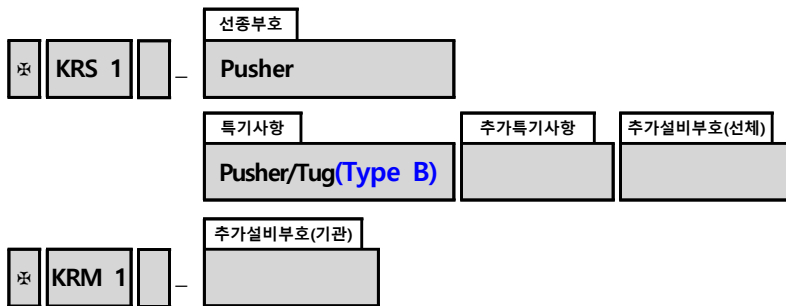 선종부호
✠ KRS 1 – Pusher
특기사항 추가특기사항 추가설비부호(선체)
Pusher/Tug(Type B)
추가설비부호(기관)
✠ KRM 1 –